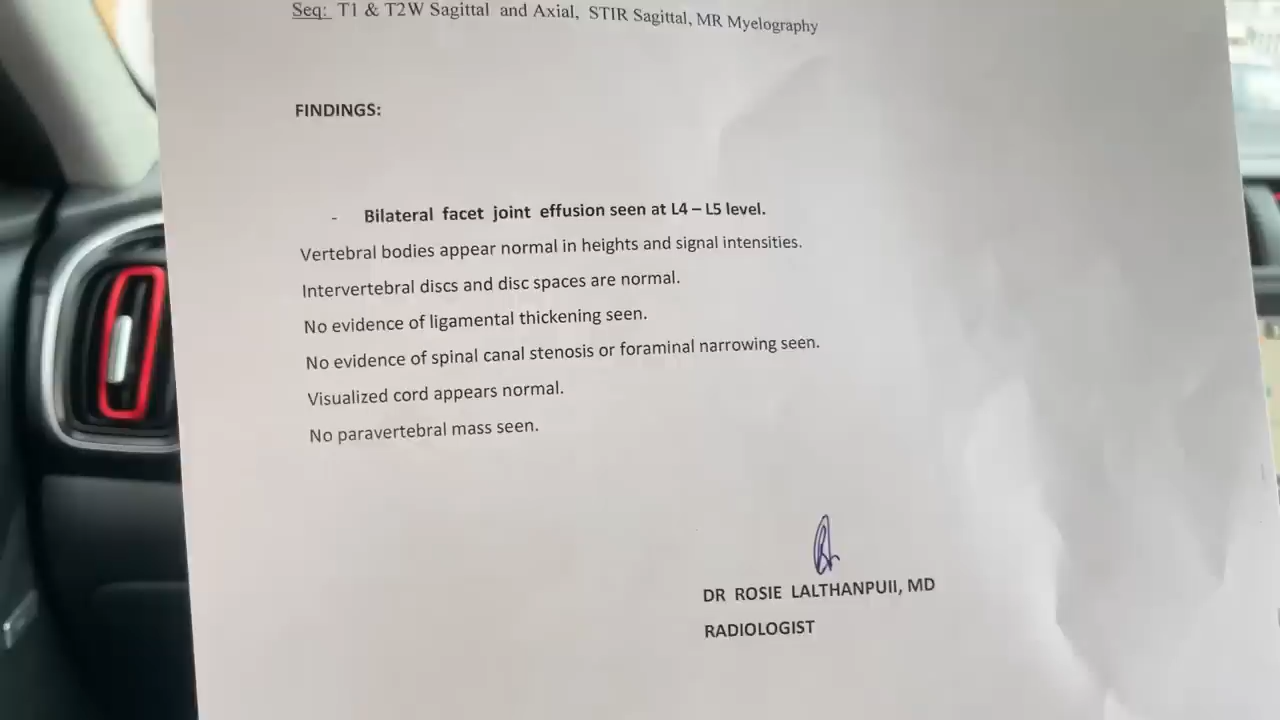 Seq: T1 & T2W Sagittal and Axial, STIR Sagittal, MR Myelography
FINDINGS:
- Bilateral facet joint effusion seen at L4 – L5 level.
Vertebral bodies appear normal in heights and signal intensities.
Intervertebral discs and disc spaces are normal.
No evidence of ligamental thickening seen.
No evidence of spinal canal stenosis or foraminal narrowing seen.
Visualized cord appears normal.
No paravertebral mass seen.
DR ROSIE LALTHANPUII, MD
RADIOLOGIST